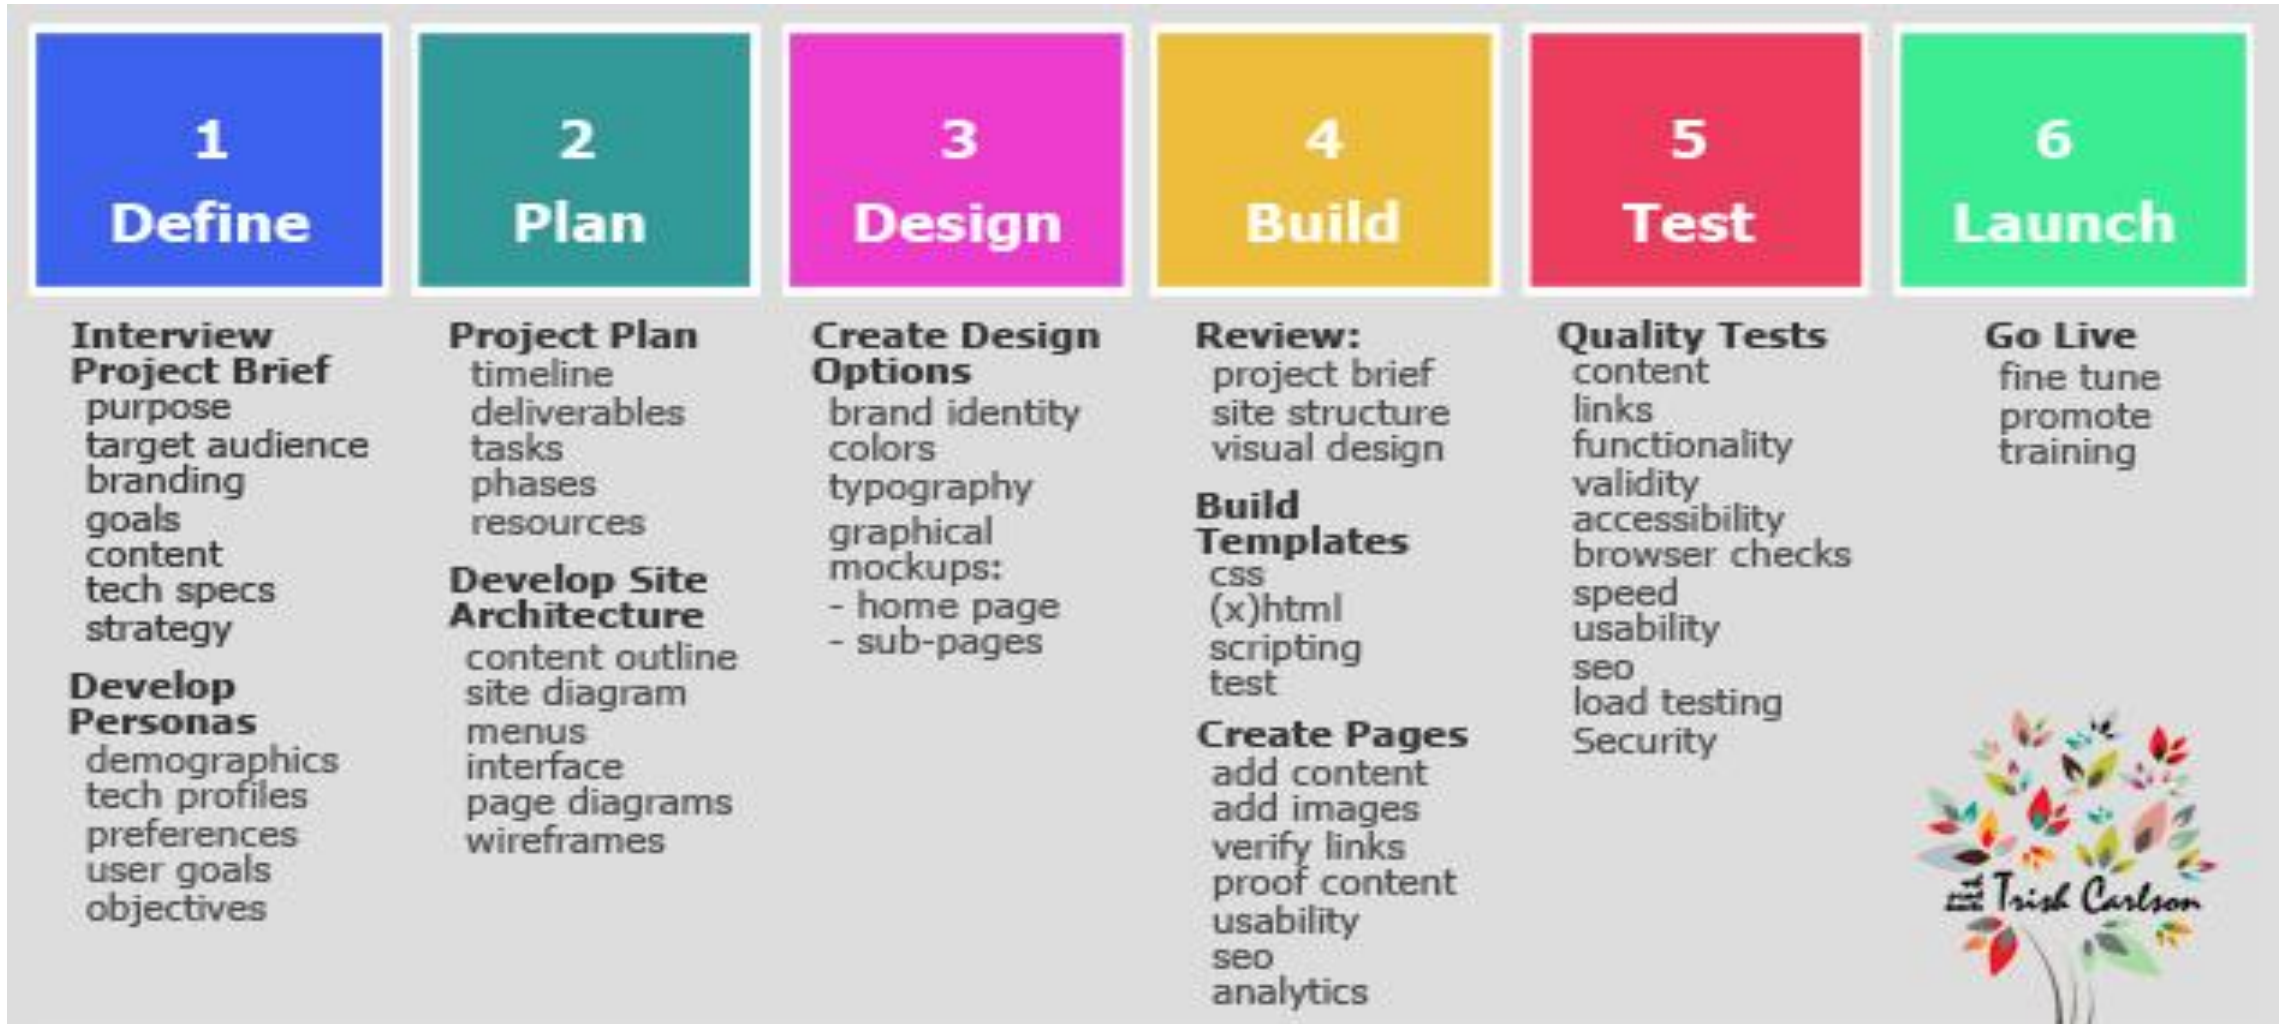 1
Define
Interview
Project Brief
purpose
target audience
branding
goals
content
tech specs
strategy
Develop
Personas
demographics
tech profiles
preferences
user goals
objectives
2
Plan
Project Plan
timeline
deliverables
tasks
phases
resources
Develop Site
Architecture
content outline
site diagram
menus
interface
page diagrams
wireframes
3
Design
Create Design
Options
brand identity
colors
typography
graphical
mockups:
- home page
- sub-pages
4
Build
Review:
project brief
site structure
visual design
Build
Templates
css
(x)html
scripting
test
Create Pages
add content
add images
verify links
proof content
usability
seo
analytics
5
Test
Quality Tests
content
links
functionality
validity
accessibility
browser checks
speed
usability
seo
load testing
Security
6
Launch
Go Live
fine tune
promote
training
Trish Carlson